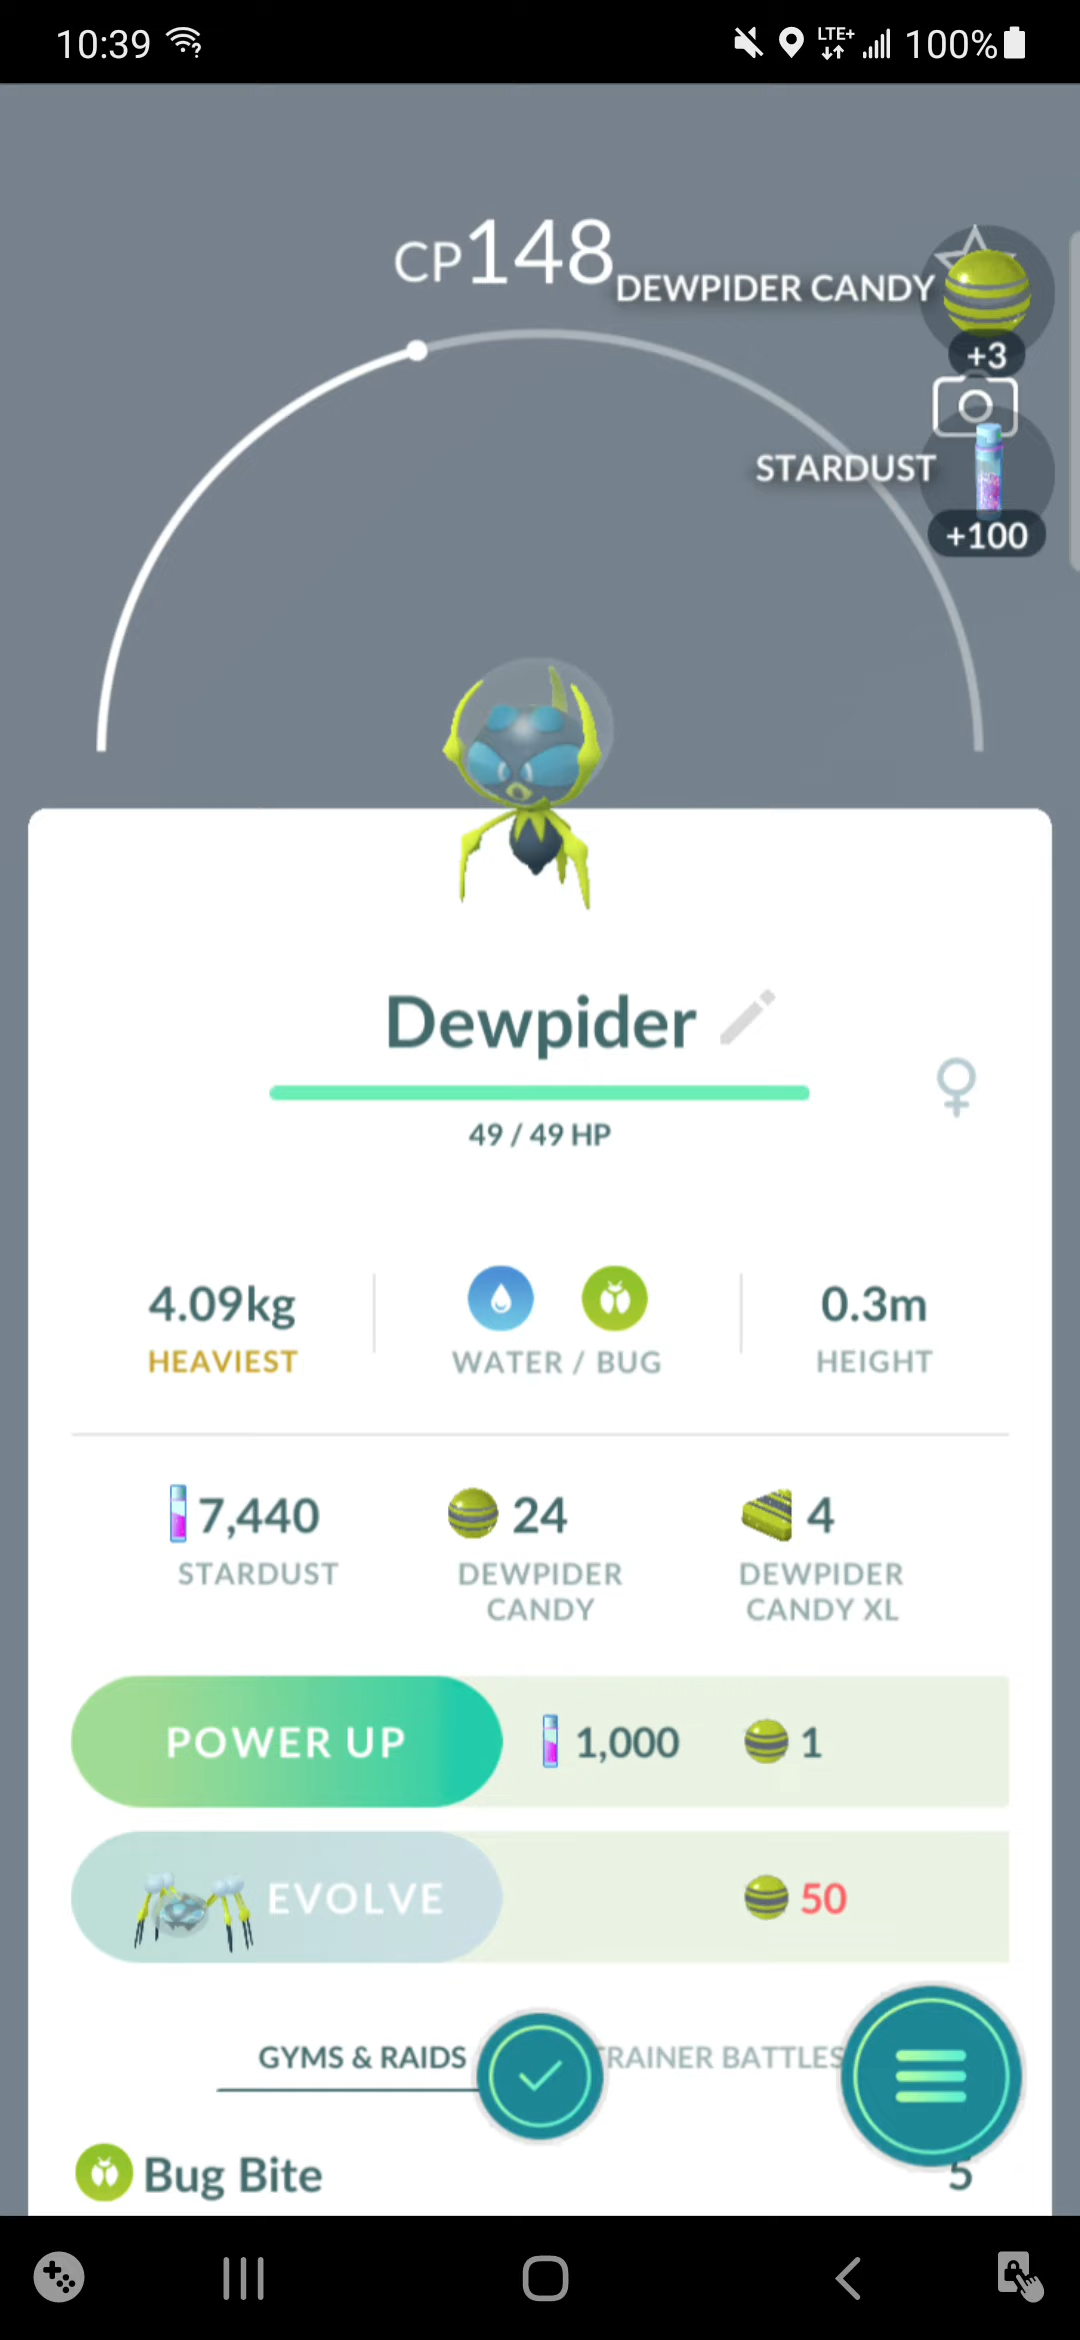 10:39
LTE+ 100%
CP148
DEWPIDER CANDY
+3
STARDUST
+100
Dewpider
49 / 49 HP
4.09kg
HEAVIEST
WATER / BUG
0.3m
HEIGHT
7,440
STARDUST
24
DEWPIDER
CANDY
4
DEWPIDER
CANDY XL
POWER UP 1,000 1
EVOLVE 50
GYMS & RAIDS TRAINER BATTLES
Bug Bite 5